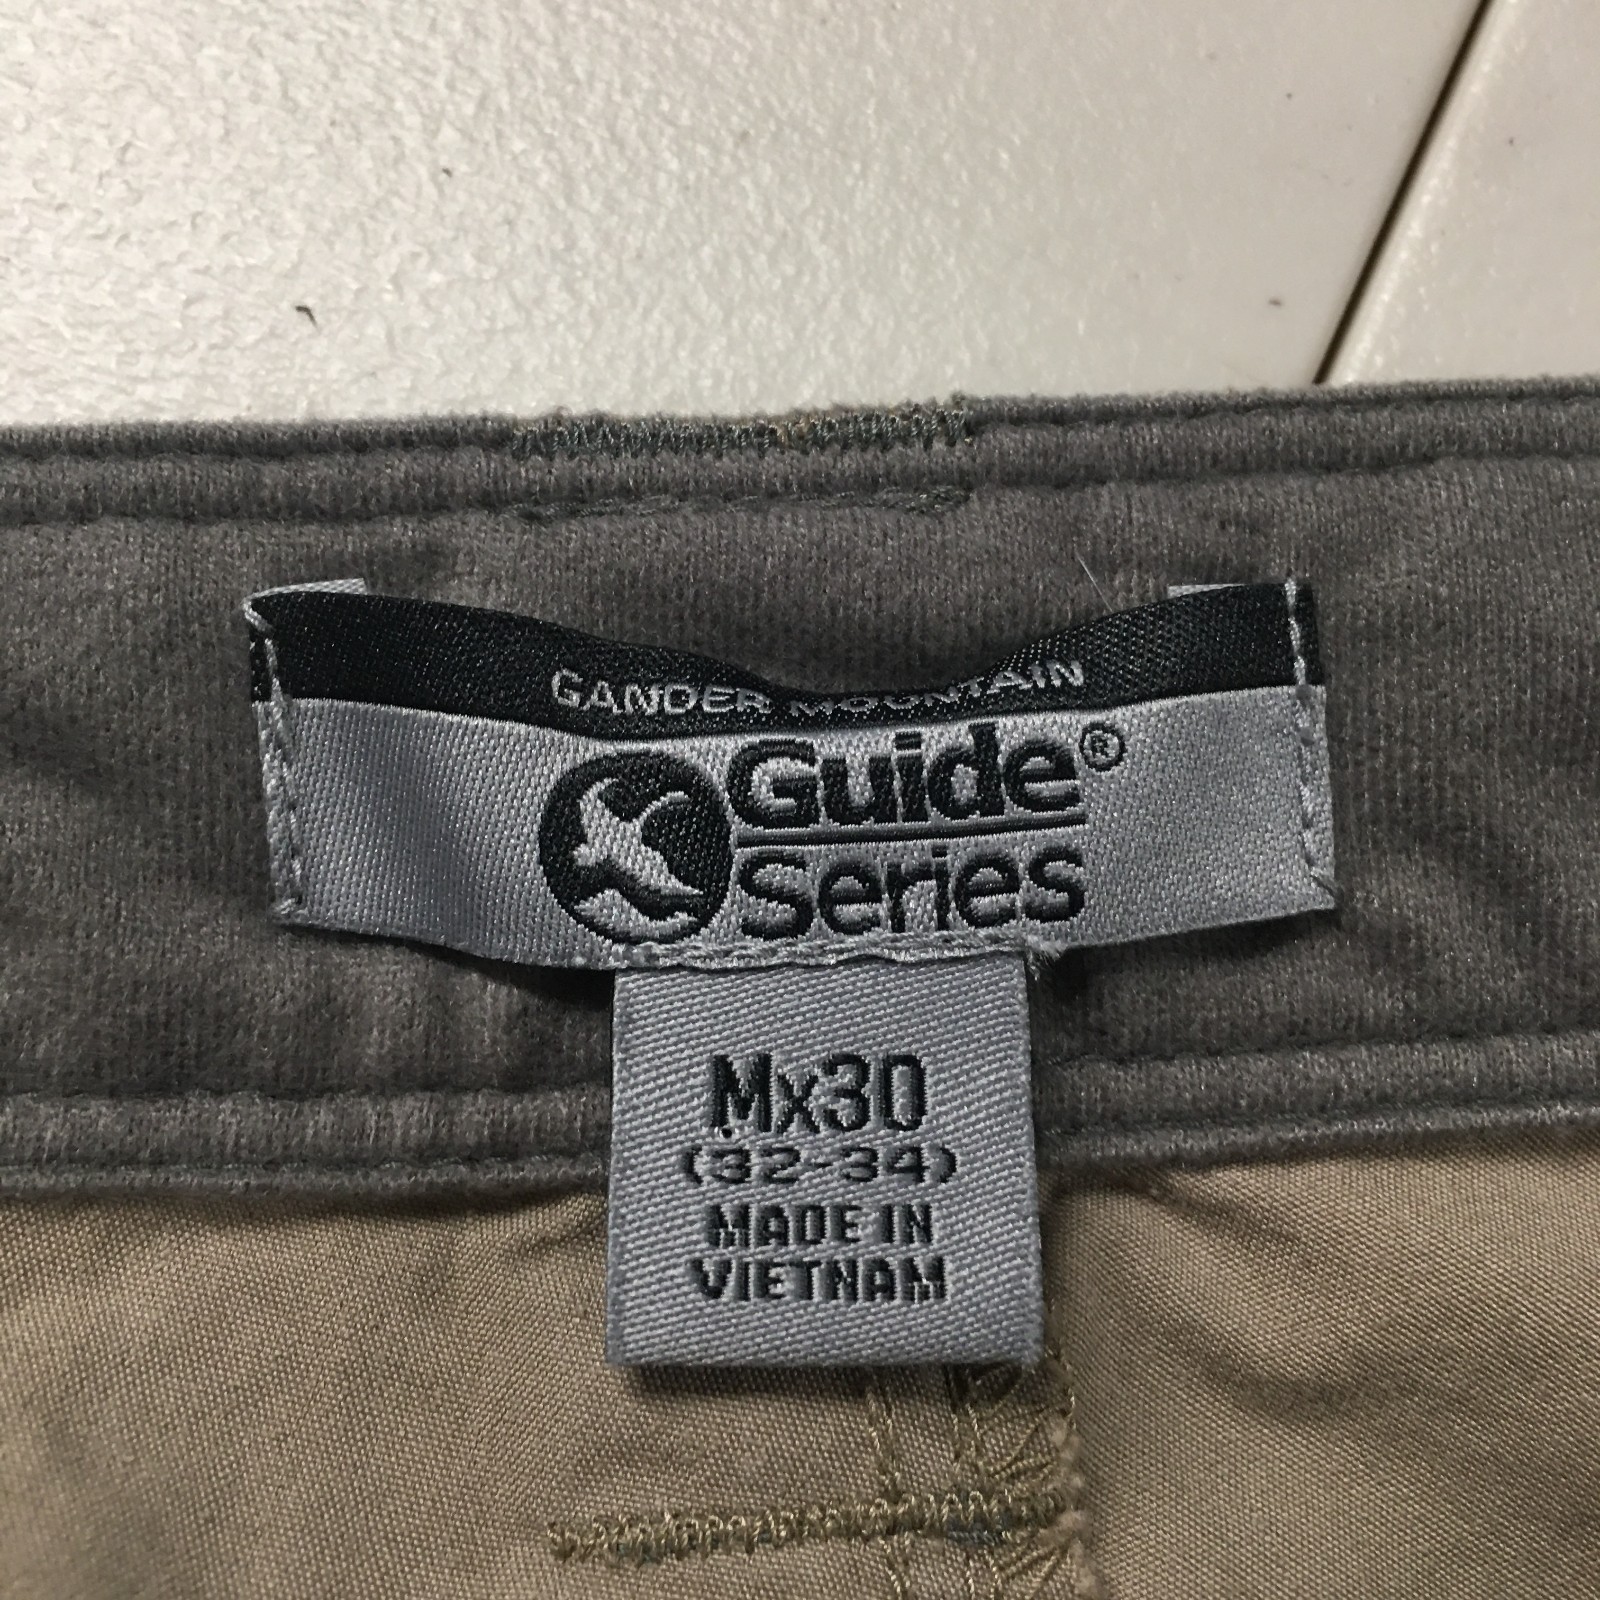 GANDER MOUNTAIN
Guide®
Series
Mx30
(32-34)
MADE IN
VIETNAM